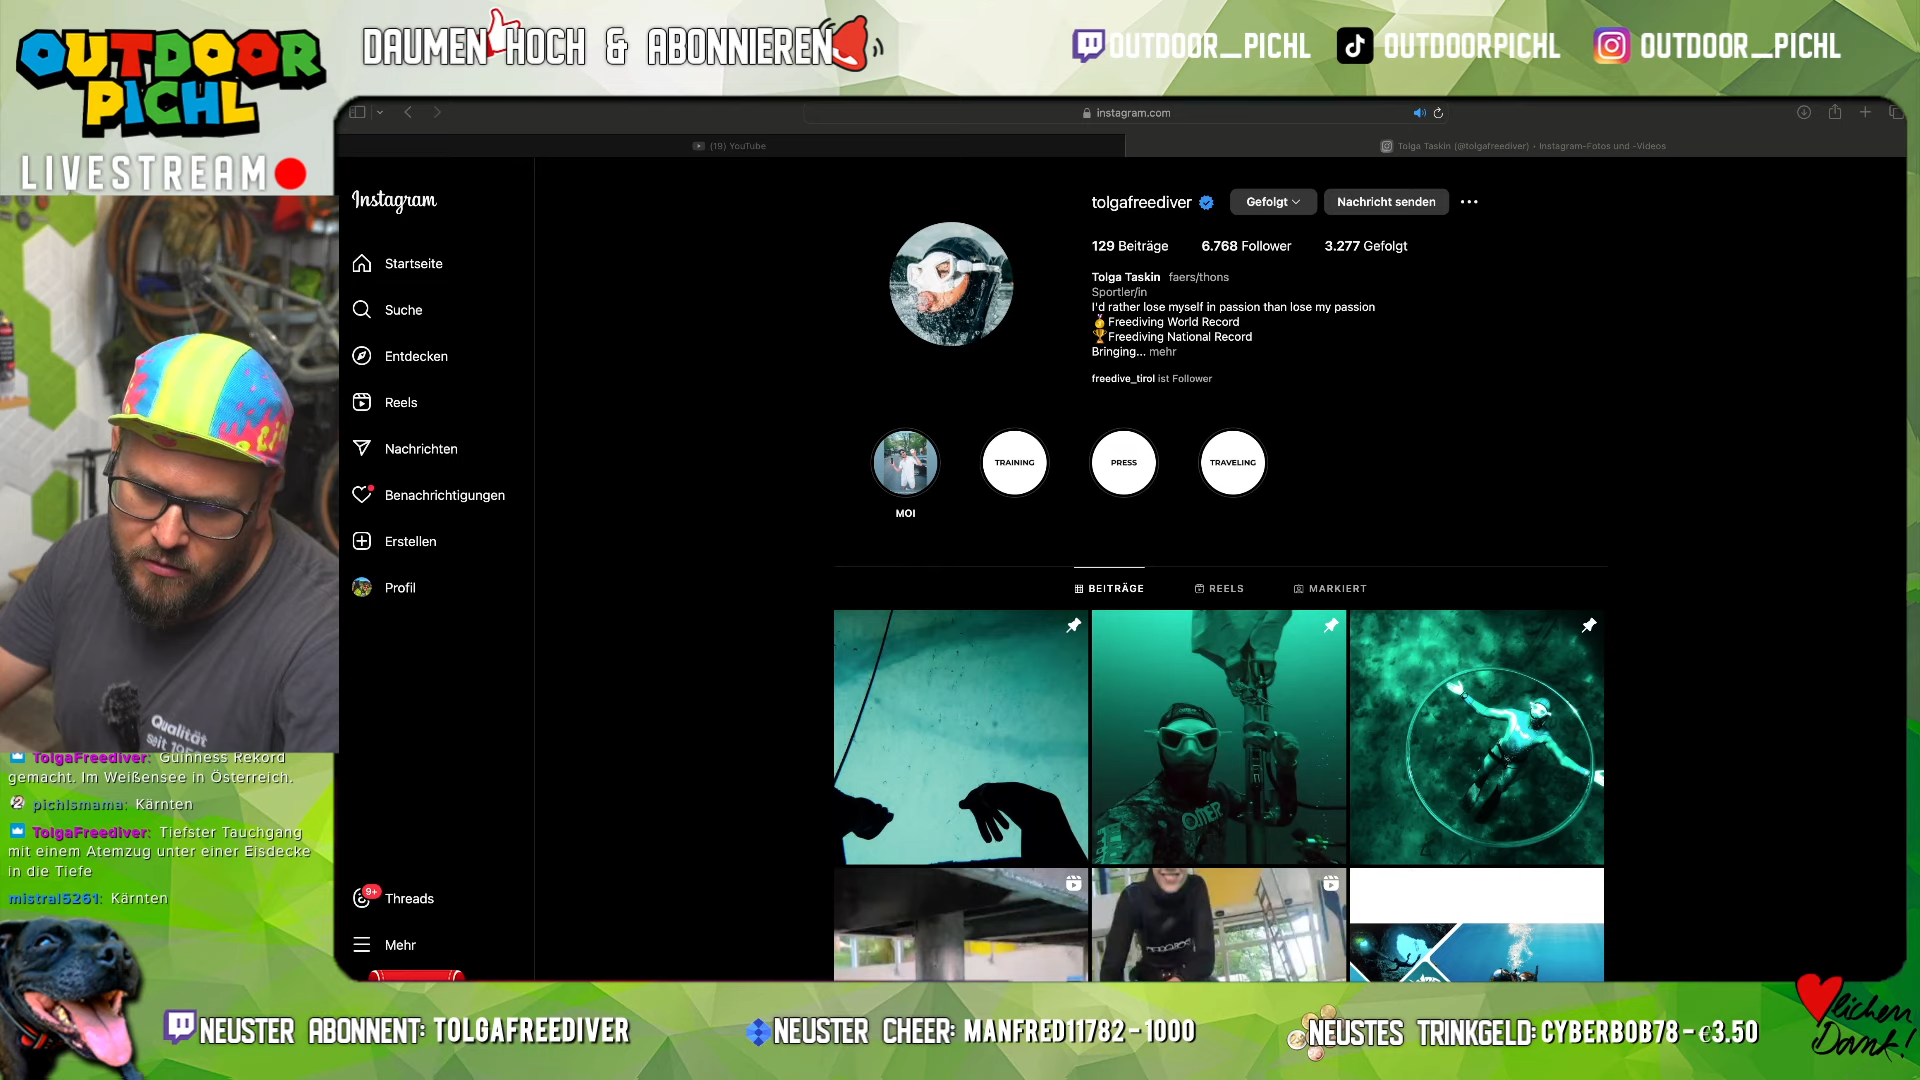 OUTDOOR
PICHL
LIVESTREAM
DAUMEN HOCH & ABONNIEREN
OUTDOOR_PICHL
OUTDOORPICHL
OUTDOOR_PICHL
instagram.com
(19) YouTube
Tolga Taskin (@tolgafreediver) • Instagram-Fotos und -Videos
Instagram
Startseite
Suche
Entdecken
Reels
Nachrichten
Benachrichtigungen
Erstellen
Profil
9+
Threads
Mehr
tolgafreediver
Gefolgt
Nachricht senden
129 Beiträge
6.768 Follower
3.277 Gefolgt
Tolga Taskin faers/thons
Sportler/in
I'd rather lose myself in passion than lose my passion
🥇Freediving World Record
🏆Freediving National Record
Bringing... mehr
freedive_tirol ist Follower
TRAINING
PRESS
TRAVELING
MOI
BEITRÄGE
REELS
MARKIERT
OMER
Qualität
TolgaFreediver: Guinness Rekord
gemacht. Im Weißensee in Österreich.
pichlsmama: Kärnten
TolgaFreediver: Tiefster Tauchgang
mit einem Atemzug unter einer Eisdecke
in die Tiefe
mistral5261: Kärnten
NEUSTER ABONNENT: TOLGAFREEDIVER
NEUSTER CHEER: MANFRED11782 - 1000
NEUSTES TRINKGELD: CYBERBOB78 - €3.50
lichen
Dank!